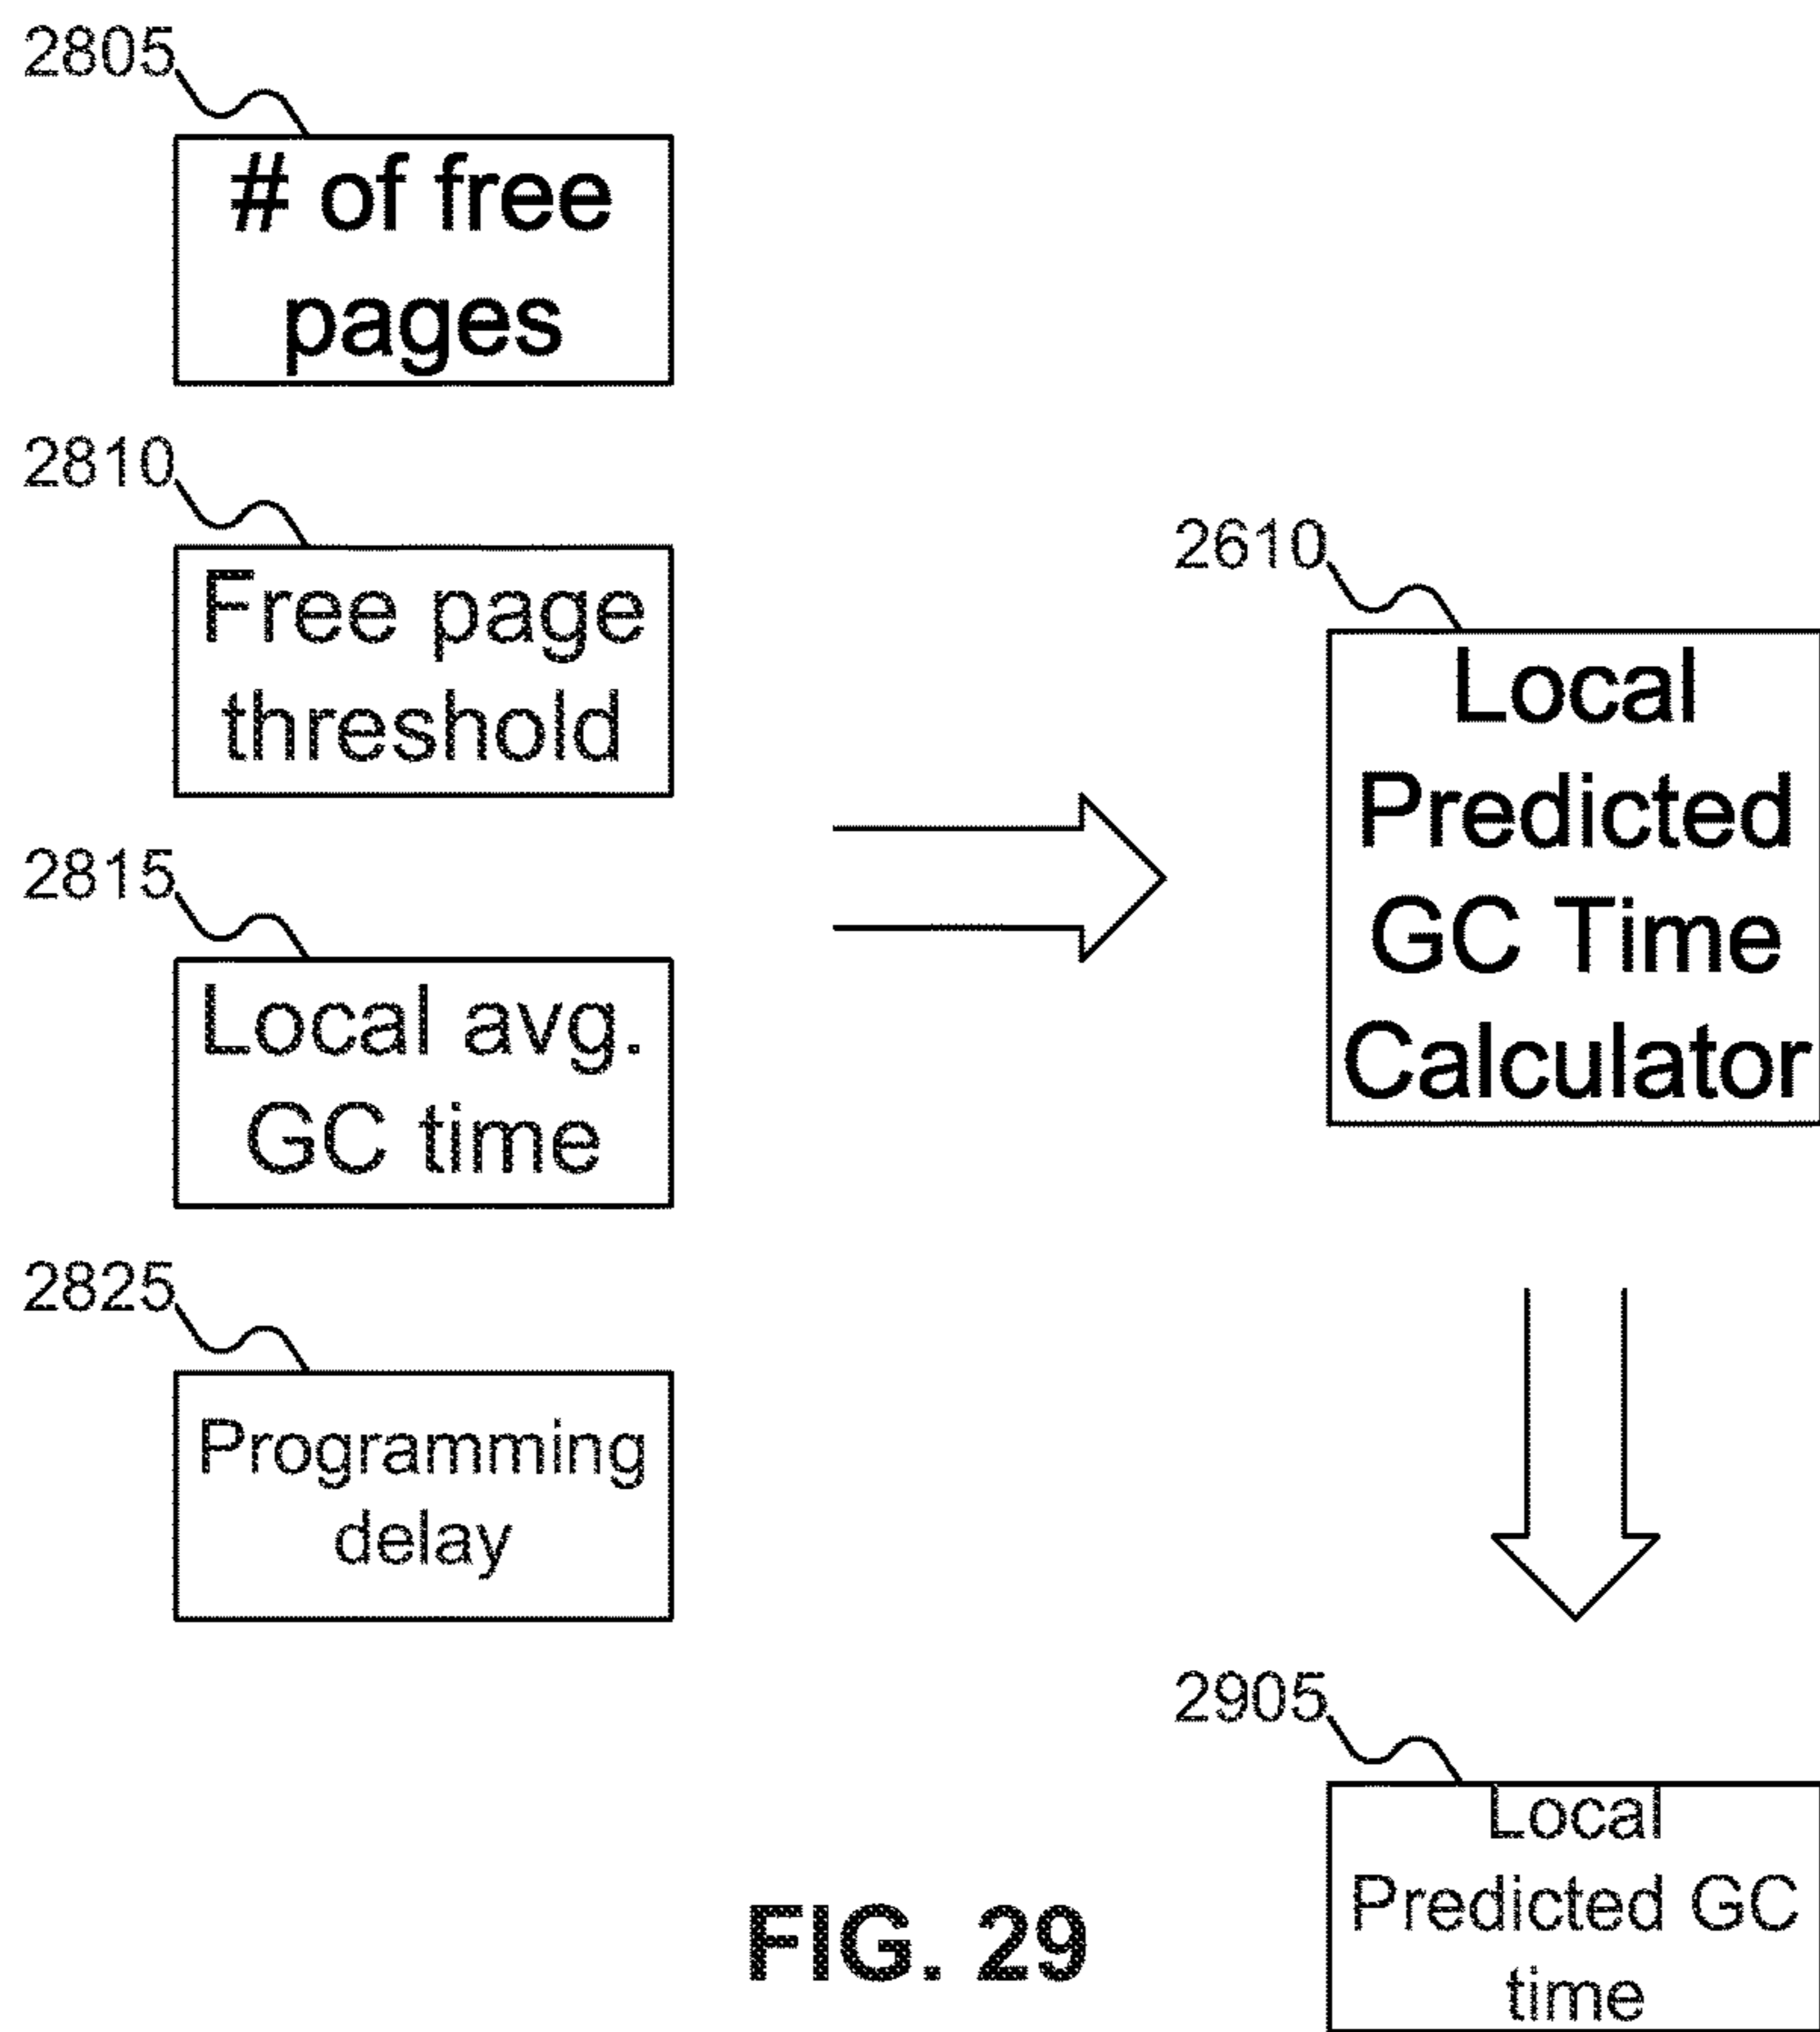 2805
# of free
pages
2810
Free page
threshold
2815
Local avg.
GC time
2825
Programming
delay
2610
Local
Predicted
GC Time
Calculator
2905
Local
Predicted GC
time
FIG. 29